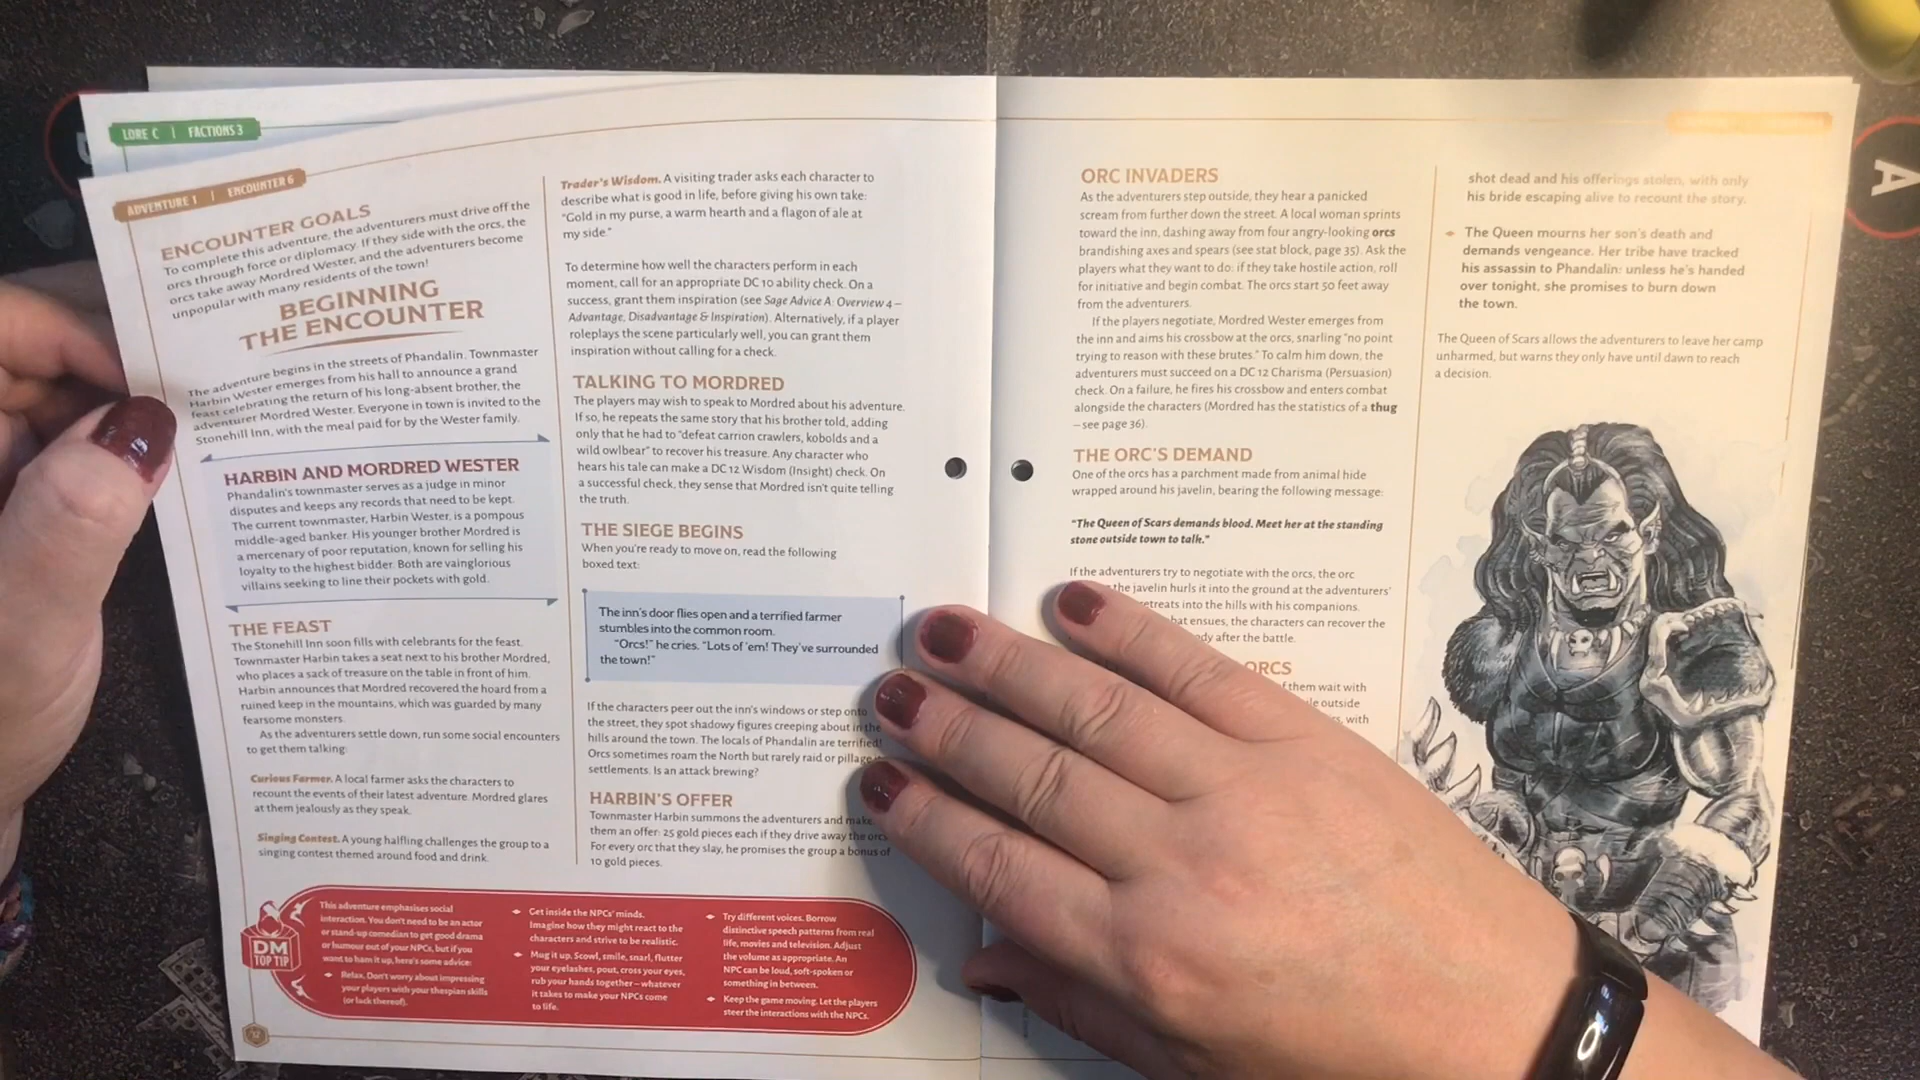 LORE C | FACTIONS 3
ADVENTURE 1 | ENCOUNTER 6
ENCOUNTER GOALS
To complete this adventure, the adventurers must drive off the
orcs through force or diplomacy. If they side with the orcs, the
orcs take away Mordred Wester, and the adventurers become
unpopular with many residents of the town!
BEGINNING
THE ENCOUNTER
The adventure begins in the streets of Phandalin. Townmaster
Harbin Wester emerges from his hall to announce a grand
feast celebrating the return of his long-absent brother, the
adventurer Mordred Wester. Everyone in town is invited to the
Stonehill Inn, with the meal paid for by the Wester family.
HARBIN AND MORDRED WESTER
Phandalin's townmaster serves as a judge in minor
disputes and keeps any records that need to be kept.
The current townmaster, Harbin Wester, is a pompous
middle-aged banker. His younger brother Mordred is
a mercenary of poor reputation, known for selling his
loyalty to the highest bidder. Both are vainglorious
villains seeking to line their pockets with gold.
THE FEAST
The Stonehill Inn soon fills with celebrants for the feast.
Townmaster Harbin takes a seat next to his brother Mordred,
who places a sack of treasure on the table in front of him.
Harbin announces that Mordred recovered the hoard from a
ruined keep in the mountains, which was guarded by many
fearsome monsters.
As the adventurers settle down, run some social encounters
to get them talking:
Curious Farmer. A local farmer asks the characters to
recount the events of their latest adventure. Mordred glares
at them jealously as they speak.
Singing Contest. A young halfling challenges the group to a
singing contest themed around food and drink.
Trader's Wisdom. A visiting trader asks each character to
describe what is good in life, before giving his own take:
"Gold in my purse, a warm hearth and a flagon of ale at
my side."
To determine how well the characters perform in each
moment, call for an appropriate DC 10 ability check. On a
success, grant them inspiration (see Sage Advice A: Overview 4 –
Advantage, Disadvantage & Inspiration). Alternatively, if a player
roleplays the scene particularly well, you can grant them
inspiration without calling for a check.
TALKING TO MORDRED
The players may wish to speak to Mordred about his adventure.
If so, he repeats the same story that his brother told, adding
only that he had to "defeat carrion crawlers, kobolds and a
wild owlbear" to recover his treasure. Any character who
hears his tale can make a DC 12 Wisdom (Insight) check. On
a successful check, they sense that Mordred isn't quite telling
the truth.
THE SIEGE BEGINS
When you're ready to move on, read the following
boxed text:
The inn's door flies open and a terrified farmer
stumbles into the common room.
"Orcs!" he cries. "Lots of 'em! They've surrounded
the town!"
If the characters peer out the inn's windows or step onto
the street, they spot shadowy figures creeping about in the
hills around the town. The locals of Phandalin are terrified!
Orcs sometimes roam the North but rarely raid or pillage
settlements. Is an attack brewing?
HARBIN'S OFFER
Townmaster Harbin summons the adventurers and make
them an offer: 25 gold pieces each if they drive away the orcs.
For every orc that they slay, he promises the group a bonus of
10 gold pieces.
DM
TOP TIP
This adventure emphasises social
interaction. You don't need to be an actor
or stand-up comedian to get good drama
or humour out of your NPCs, but if you
want to ham it up, here's some advice:
Relax. Don't worry about impressing
your players with your thespian skills
(or lack thereof).
Get inside the NPCs' minds.
Imagine how they might react to the
characters and strive to be realistic.
Mug it up. Scowl, smile, snarl, flutter
your eyelashes, pout, cross your eyes,
rub your hands together – whatever
it takes to make your NPCs come
to life.
Try different voices. Borrow
distinctive speech patterns from real
life, movies and television. Adjust
the volume as appropriate. An
NPC can be loud, soft-spoken or
something in between.
Keep the game moving. Let the players
steer the interactions with the NPCs.
ORC INVADERS
As the adventurers step outside, they hear a panicked
scream from further down the street. A local woman sprints
toward the inn, dashing away from four angry-looking orcs
brandishing axes and spears (see stat block, page 35). Ask the
players what they want to do: if they take hostile action, roll
for initiative and begin combat. The orcs start 50 feet away
from the adventurers.
If the players negotiate, Mordred Wester emerges from
the inn and aims his crossbow at the orcs, snarling "no point
trying to reason with these brutes." To calm him down, the
adventurers must succeed on a DC 12 Charisma (Persuasion)
check. On a failure, he fires his crossbow and enters combat
alongside the characters (Mordred has the statistics of a thug
– see page 36).
THE ORC'S DEMAND
One of the orcs has a parchment made from animal hide
wrapped around his javelin, bearing the following message:
"The Queen of Scars demands blood. Meet her at the standing
stone outside town to talk."
If the adventurers try to negotiate with the orcs, the orc
the javelin hurls it into the ground at the adventurers'
retreats into the hills with his companions.
ensues, the characters can recover the
after the battle.
ORCS
of them wait with
outside
with
shot dead and his offerings stolen, with only
his bride escaping alive to recount the story.
The Queen mourns her son's death and
demands vengeance. Her tribe have tracked
his assassin to Phandalin: unless he's handed
over tonight, she promises to burn down
the town.
The Queen of Scars allows the adventurers to leave her camp
unharmed, but warns they only have until dawn to reach
a decision.
A